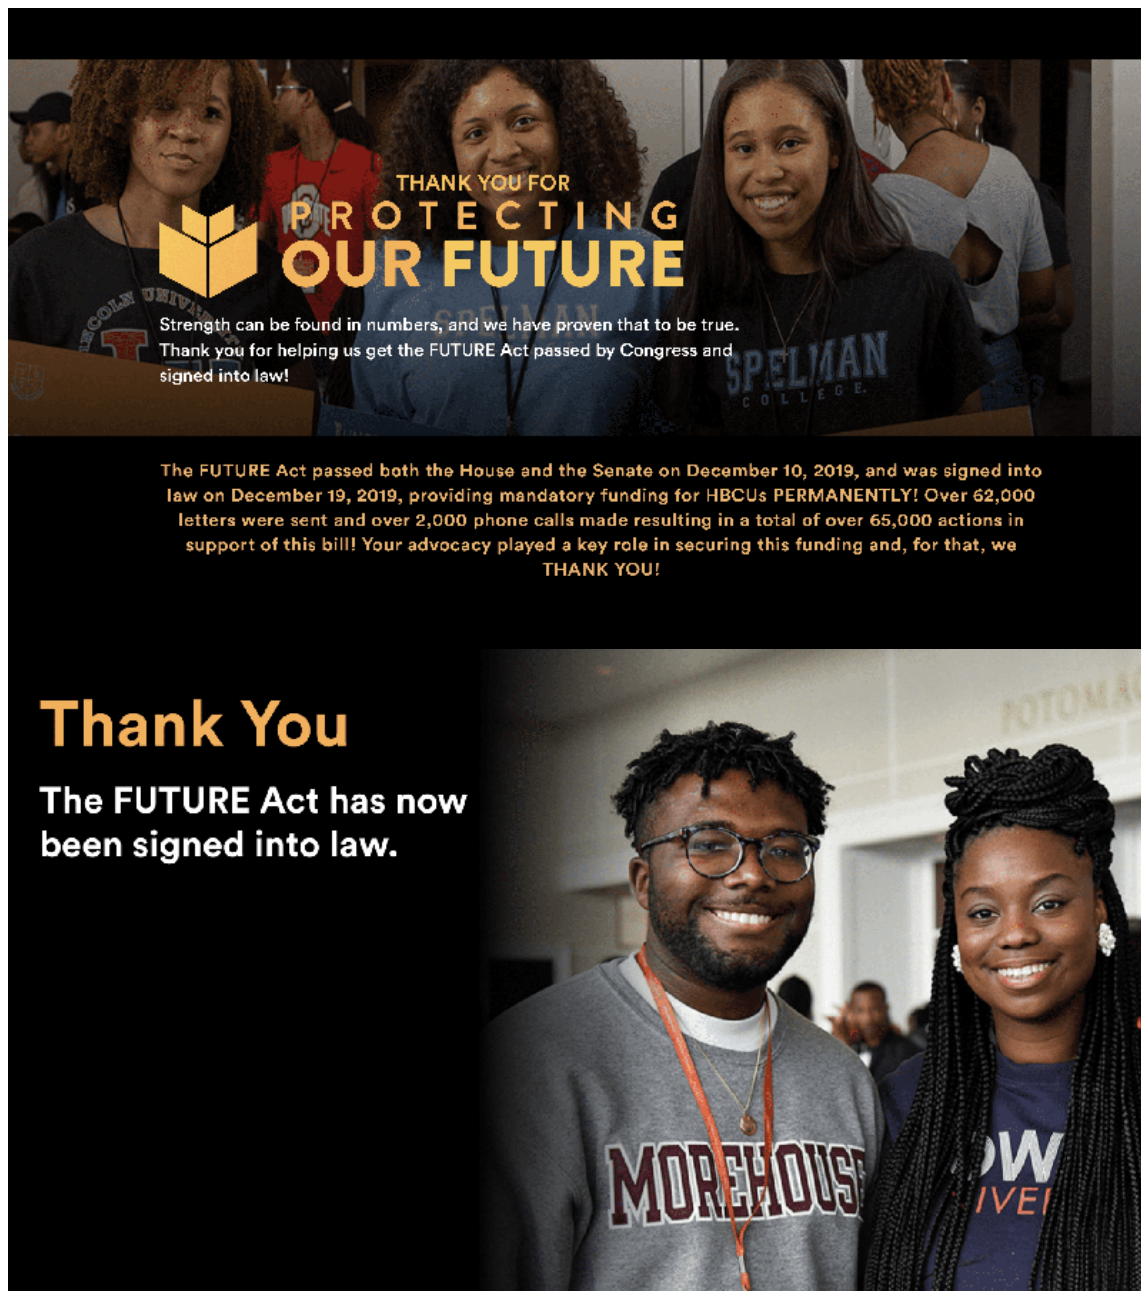 THANK YOU FOR
PROTECTING
OUR FUTURE
LINCOLN UNIVERSITY
SPELMAN
Strength can be found in numbers, and we have proven that to be true.
Thank you for helping us get the FUTURE Act passed by Congress and
signed into law!
SPELMAN
COLLEGE
The FUTURE Act passed both the House and the Senate on December 10, 2019, and was signed into
law on December 19, 2019, providing mandatory funding for HBCUs PERMANENTLY! Over 62,000
letters were sent and over 2,000 phone calls made resulting in a total of over 65,000 actions in
support of this bill! Your advocacy played a key role in securing this funding and, for that, we
THANK YOU!
Thank You
The FUTURE Act has now
been signed into law.
POTOMAC
MOREHOUSE
OW
IVE